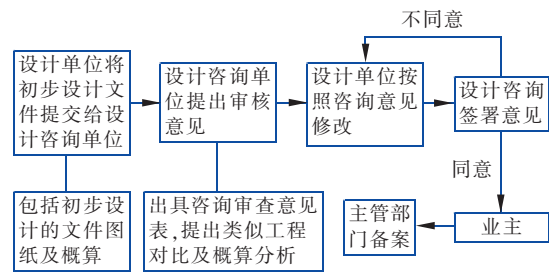 不同意
设计单位将
初步设计文
件提交给设
计咨询单位
设计咨询单
位提出审核
意见
设计单位按
照咨询意见
修改
设计咨询
签署意见
同意
包括初步设
计的文件图
纸及概算
出具咨询审查意见
表,提出类似工程
对比及概算分析
主管部
门备案
业主